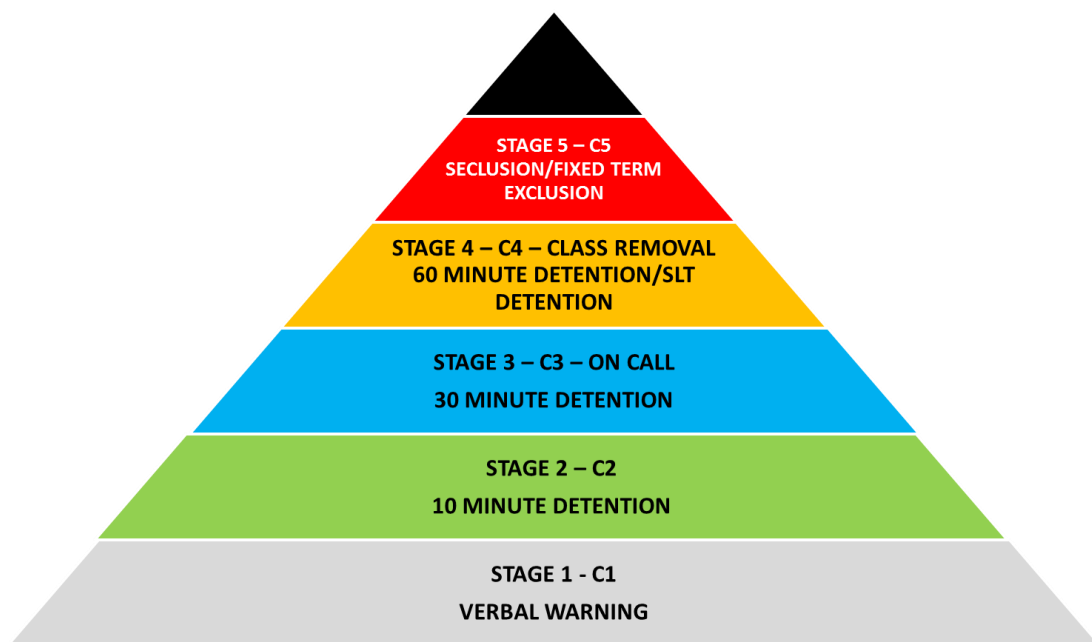 STAGE 5 – C5
SECLUSION/FIXED TERM
EXCLUSION
STAGE 4 – C4 – CLASS REMOVAL
60 MINUTE DETENTION/SLT
DETENTION
STAGE 3 – C3 – ON CALL
30 MINUTE DETENTION
STAGE 2 – C2
10 MINUTE DETENTION
STAGE 1 - C1
VERBAL WARNING